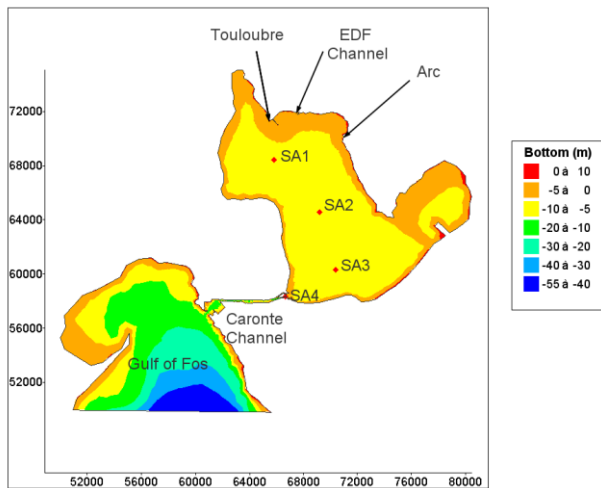 Touloubre
EDF
Channel
Arc
72000
68000
64000
60000
56000
52000
SA1
SA2
SA3
SA4
Caronte
Channel
Gulf of Fos
52000
56000
60000
64000
68000
72000
76000
80000
Bottom (m)
0 à 10
-5 à 0
-10 à -5
-20 à -10
-30 à -20
-40 à -30
-55 à -40